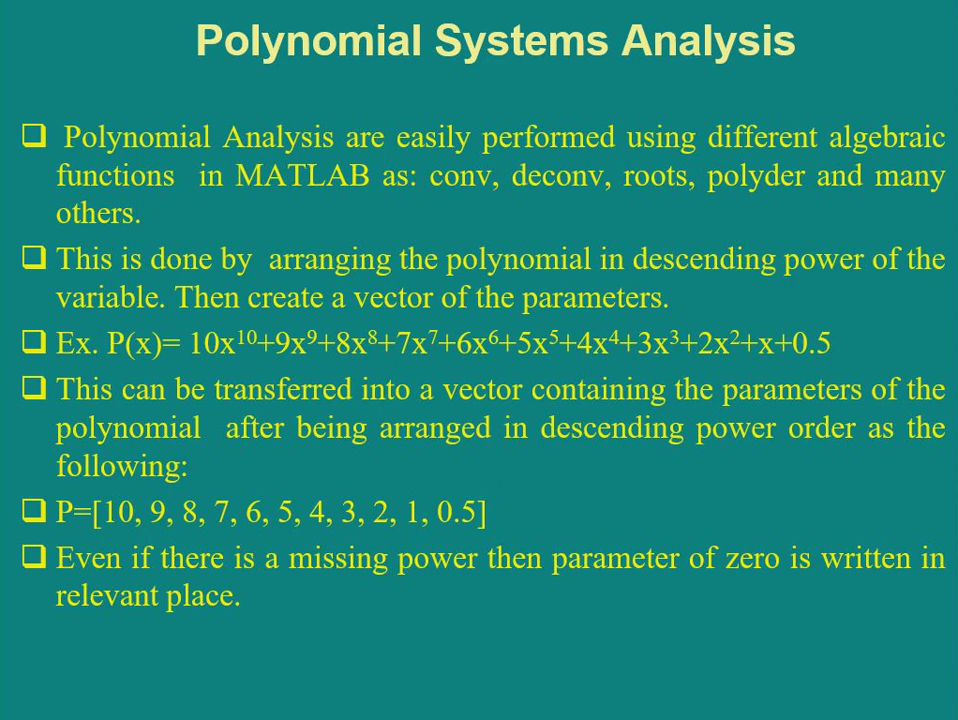 Polynomial Systems Analysis
❑ Polynomial Analysis are easily performed using different algebraic
functions in MATLAB as: conv, deconv, roots, polyder and many
others.
❑ This is done by arranging the polynomial in descending power of the
variable. Then create a vector of the parameters.
❑ Ex. P(x)= 10x¹⁰+9x⁹+8x⁸+7x⁷+6x⁶+5x⁵+4x⁴+3x³+2x²+x+0.5
❑ This can be transferred into a vector containing the parameters of the
polynomial after being arranged in descending power order as the
following:
❑ P=[10, 9, 8, 7, 6, 5, 4, 3, 2, 1, 0.5]
❑ Even if there is a missing power then parameter of zero is written in
relevant place.